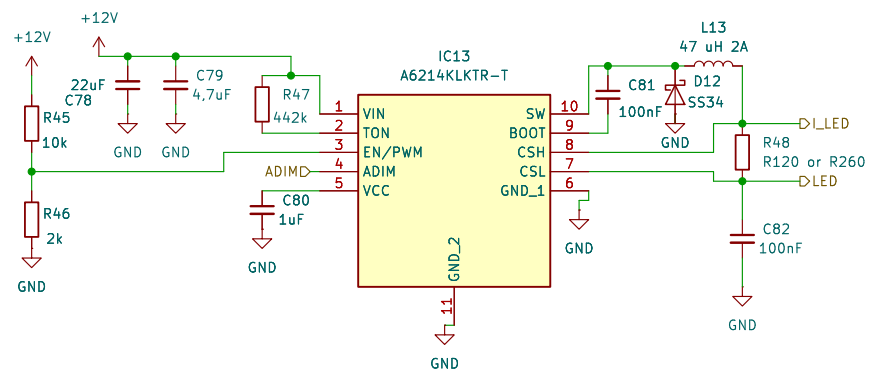 +12V
+12V
22uF
C78
C79
4,7uF
GND
GND
R45
10k
R46
2k
GND
R47
442k
ADIM
C80
1uF
GND
IC13
A6214KLKTR-T
1 VIN
2 TON
3 EN/PWM
4 ADIM
5 VCC
SW 10
BOOT 9
CSH 8
CSL 7
GND_1 6
GND_2
11
GND
GND
C81
100nF
L13
47 uH 2A
D12
SS34
GND
I_LED
R48
R120 or R260
LED
C82
100nF
GND